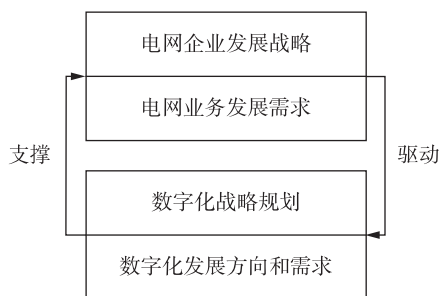 电网企业发展战略
电网业务发展需求
支撑
驱动
数字化战略规划
数字化发展方向和需求